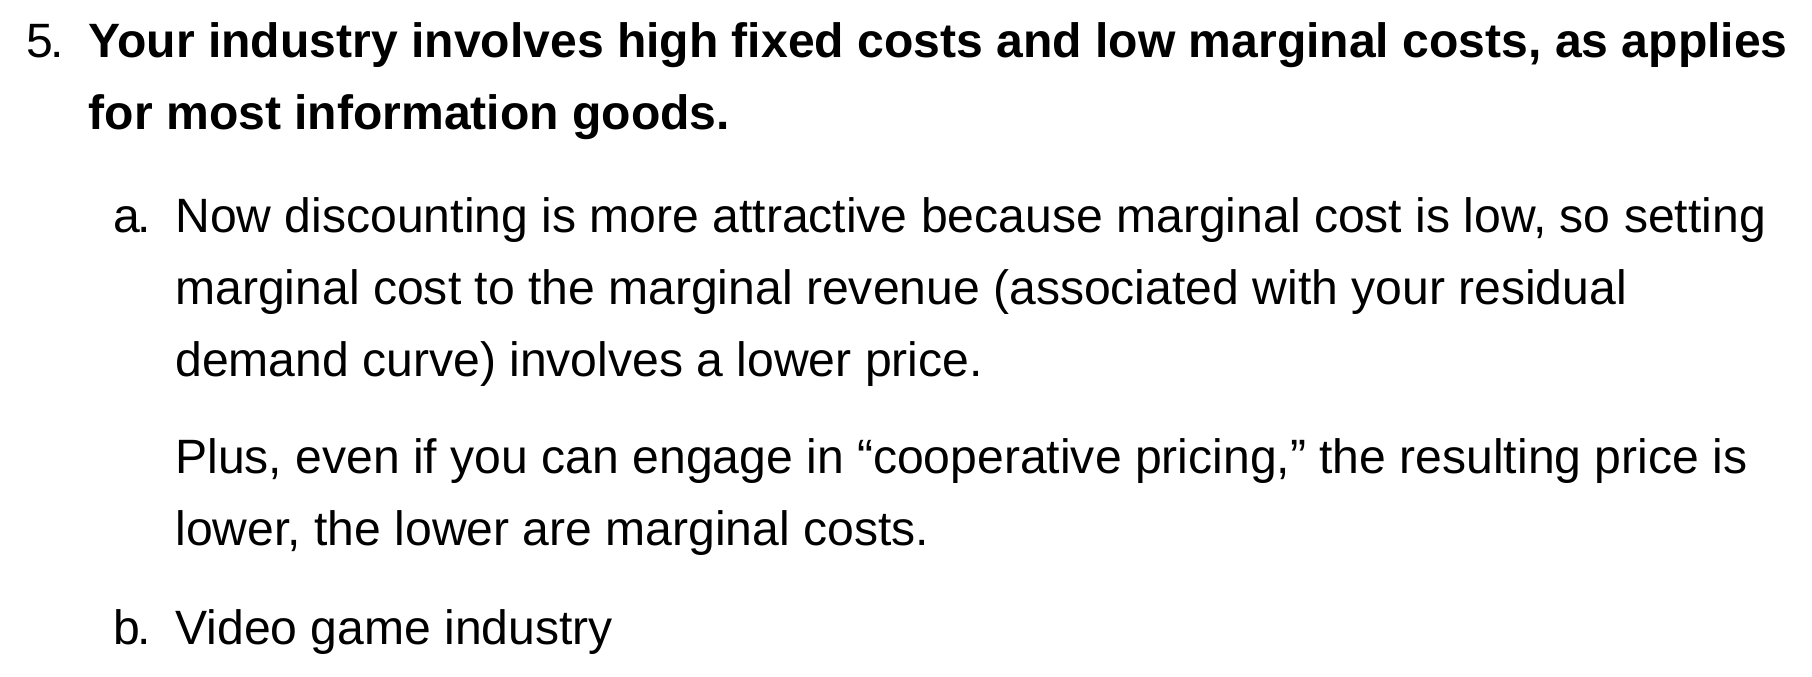 5. Your industry involves high fixed costs and low marginal costs, as applies
for most information goods.
a. Now discounting is more attractive because marginal cost is low, so setting
marginal cost to the marginal revenue (associated with your residual
demand curve) involves a lower price.
Plus, even if you can engage in “cooperative pricing,” the resulting price is
lower, the lower are marginal costs.
b. Video game industry